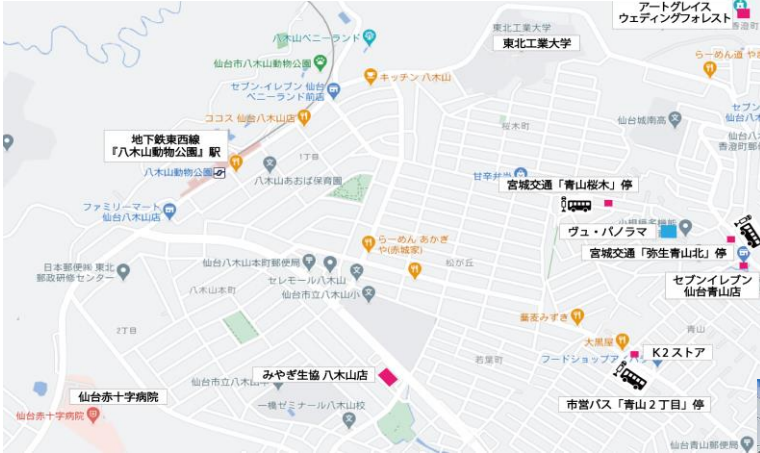 アートグレイス
ウェディングフォレスト
香澄町
八木山ベニーランド
東北工業大学
東北工業大学
仙台市八木山動物公園
らーめん道
キッチン 八木山
セブン-イレブン 仙台
ベニーランド前店
ココス 仙台八木山店
桜木町
仙台城南高
地下鉄東西線
『八木山動物公園』駅
1丁目
八木山動物公園
八木山あおば保育園
甘辛弁当
宮城交通「青山桜木」停
ファミリーマート
仙台八木山店
ヴュ・パノラマ
らーめん あかぎ
や(赤城家)
宮城交通「弥生青山北」停
日本郵便㈱ 東北
郵政研修センター
仙台八木山本町郵便局
松が丘
セレモール八木山
セブンイレブン
仙台青山店
八木山本町
仙台市立八木山小
蕎麦みずき
青山
2丁目
大黒屋
若葉町
フードショップ
K2ストア
みやぎ生協 八木山店
仙台市立八木山中
仙台赤十字病院
市営バス「青山2丁目」停
仙台赤十字病院
一橋ゼミナール八木山校
仙台青山郵便局